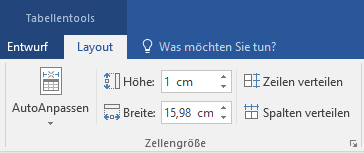 Tabellentools
Entwurf Layout Was möchten Sie tun?
Höhe: 1 cm Zeilen verteilen
AutoAnpassen Breite: 15,98 cm Spalten verteilen
Zellengröße